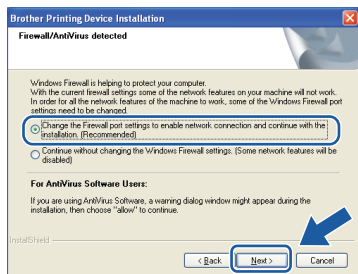 Brother Printing Device Installation
Firewall/AntiVirus detected
Windows Firewall is helping to protect your computer.
With the current firewall settings some of the network features on your machine will not work.
In order for all the network features of the machine to work, some of the Windows Firewall port
settings need to be changed.
Change the Firewall port settings to enable network connection and continue with the
installation. (Recommended)
Continue without changing the Windows Firewall settings. (Some network features will be
disabled)
For AntiVirus Software Users:
If you are using AntiVirus Software, a warning dialog window might appear during the
installation, then choose "allow" to continue.
InstallShield
< Back
Next >
Cancel